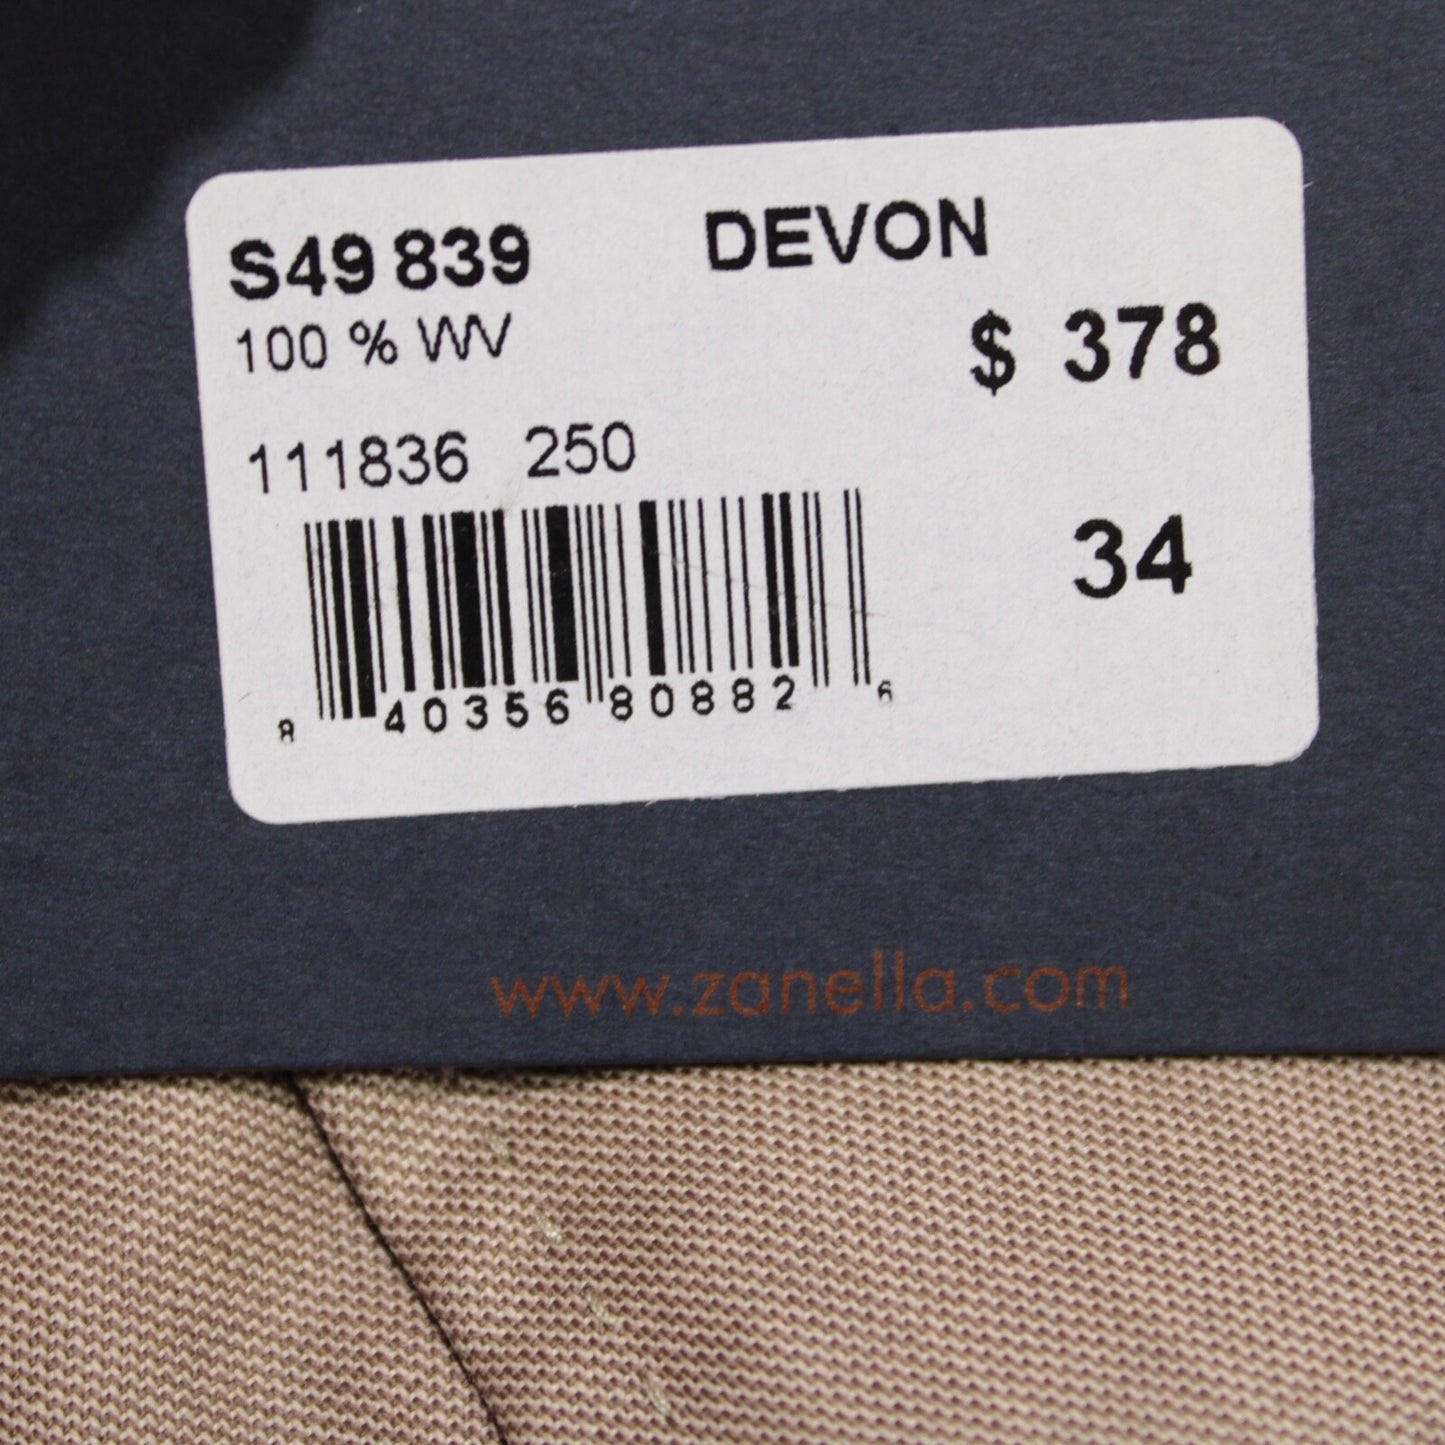 S49 839 DEVON
100 % WV
$ 378
111836 250
34
8 40356 80882 6
www.zanella.com